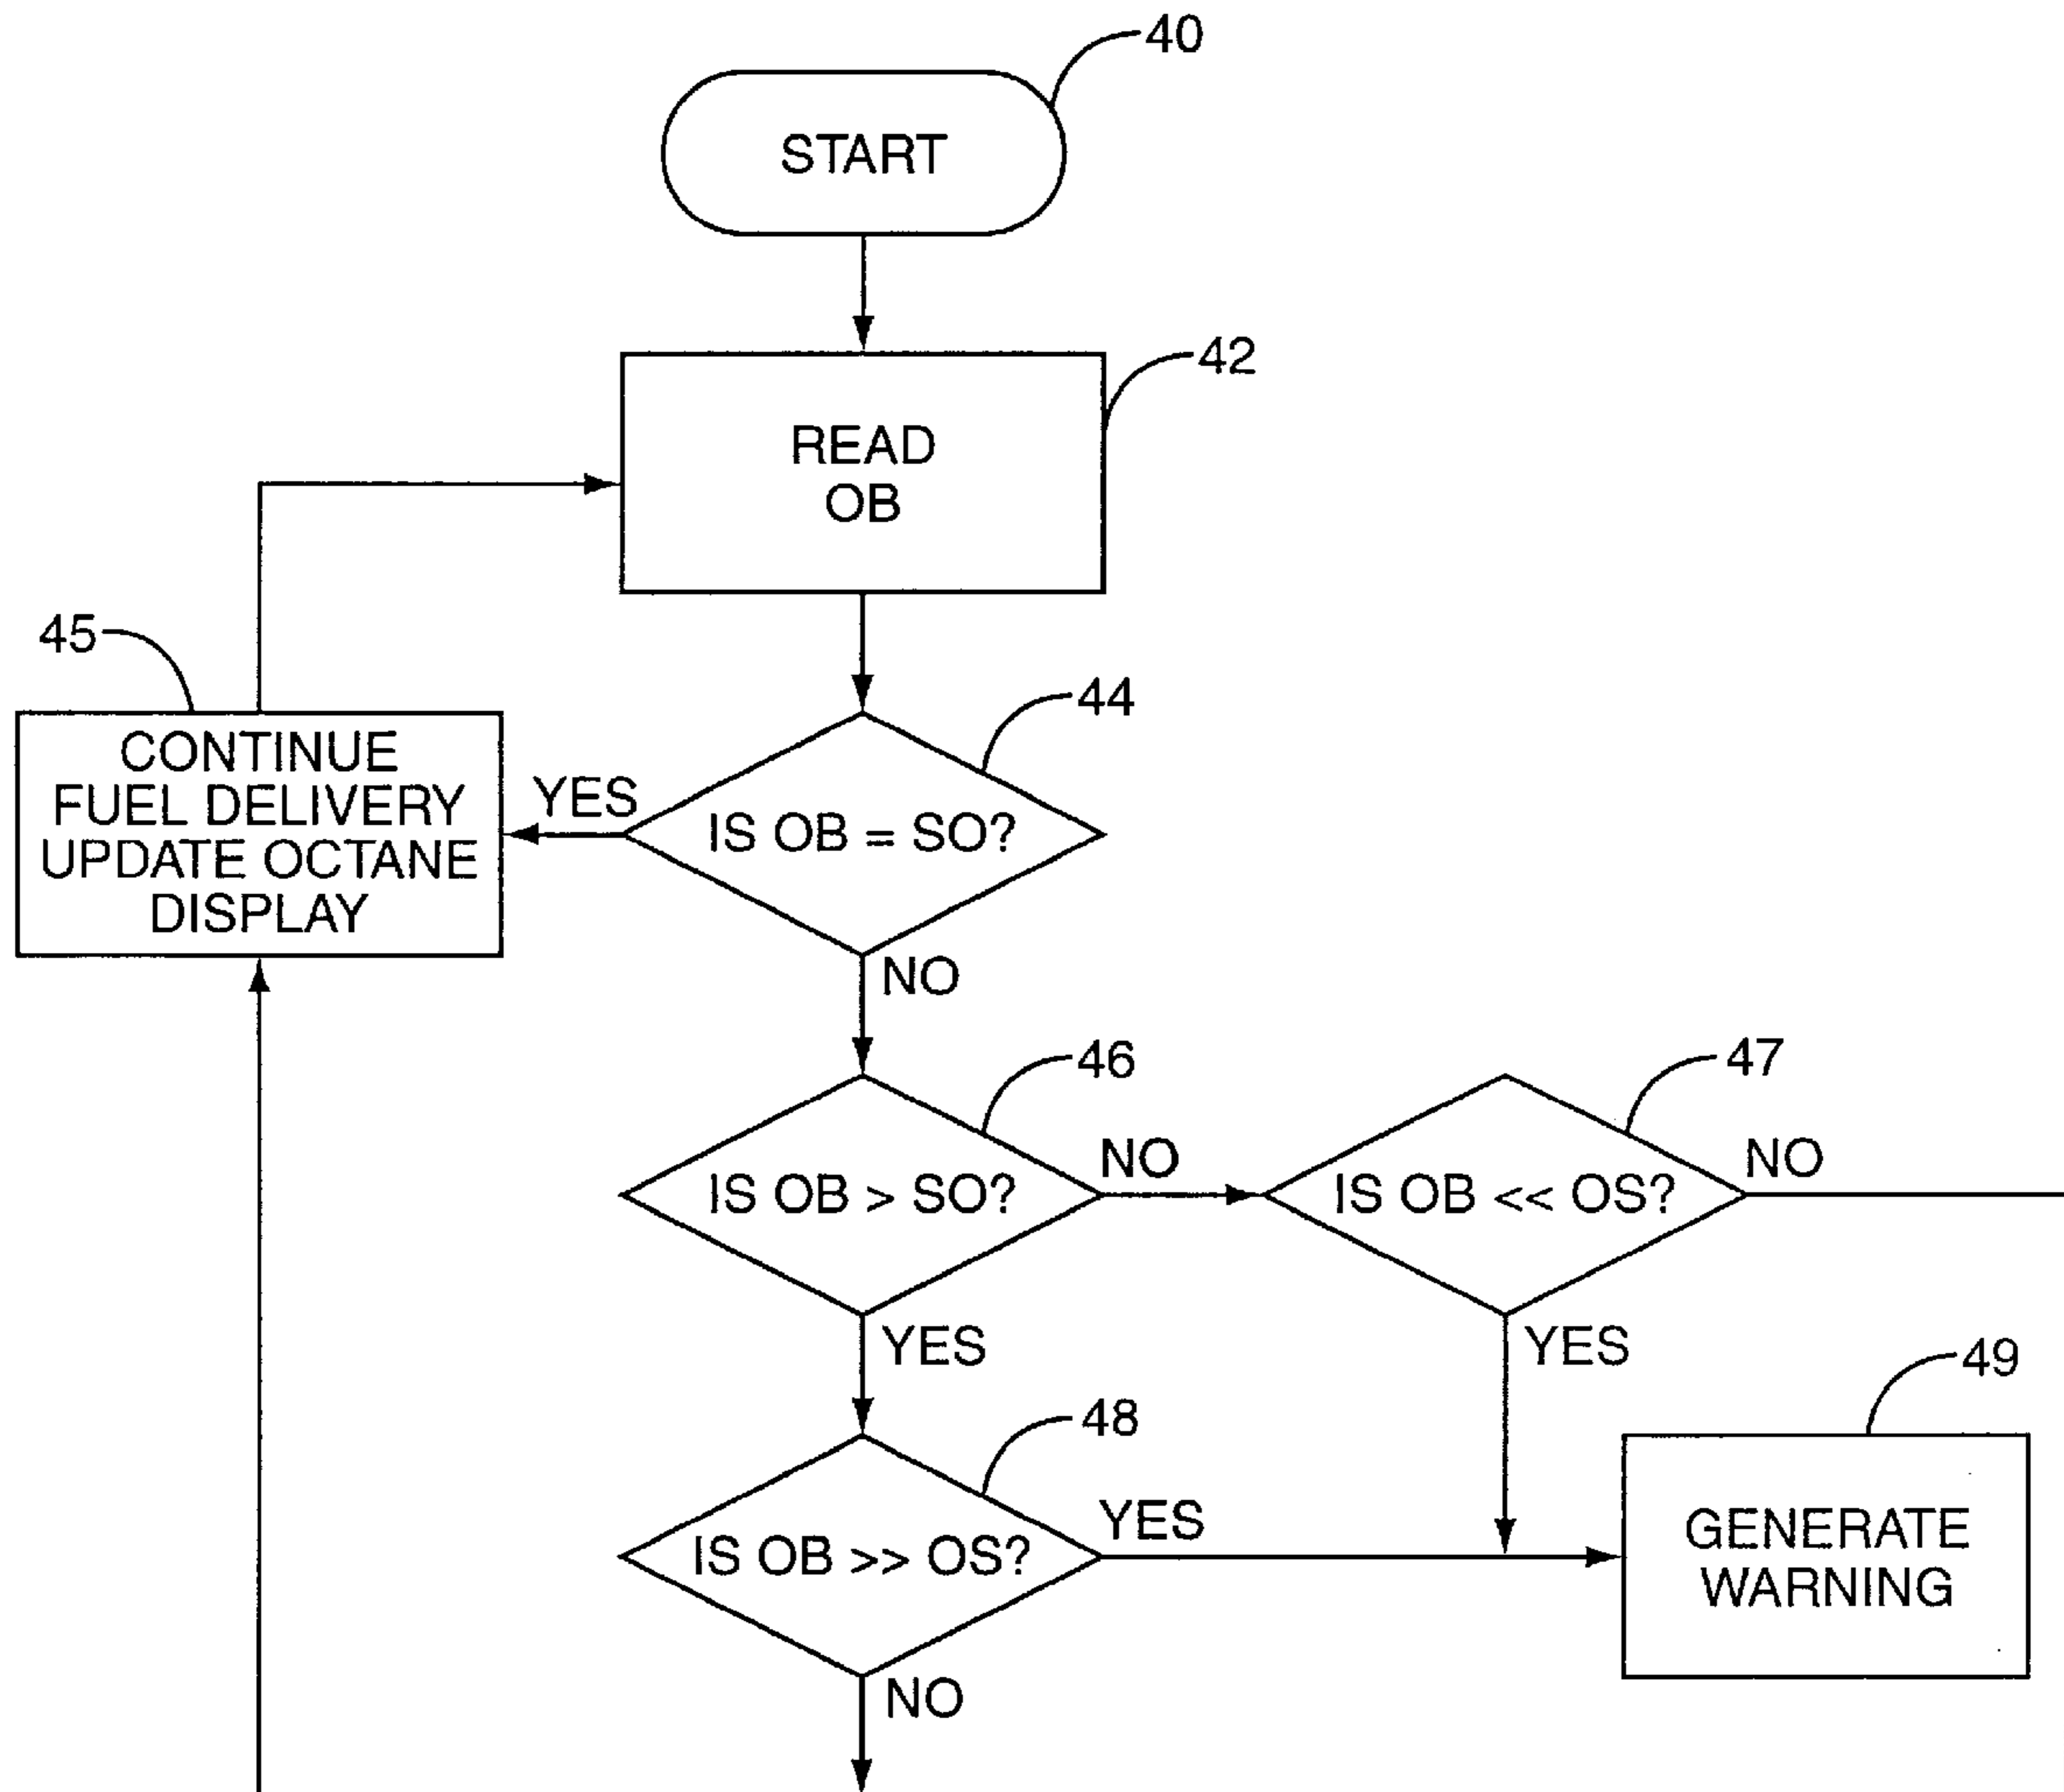 40
START
42
READ
OB
45
CONTINUE
FUEL DELIVERY
UPDATE OCTANE
DISPLAY
YES
44
IS OB = SO?
NO
46
IS OB > SO?
NO
47
IS OB << OS?
NO
YES
YES
48
IS OB >> OS?
YES
49
GENERATE
WARNING
NO